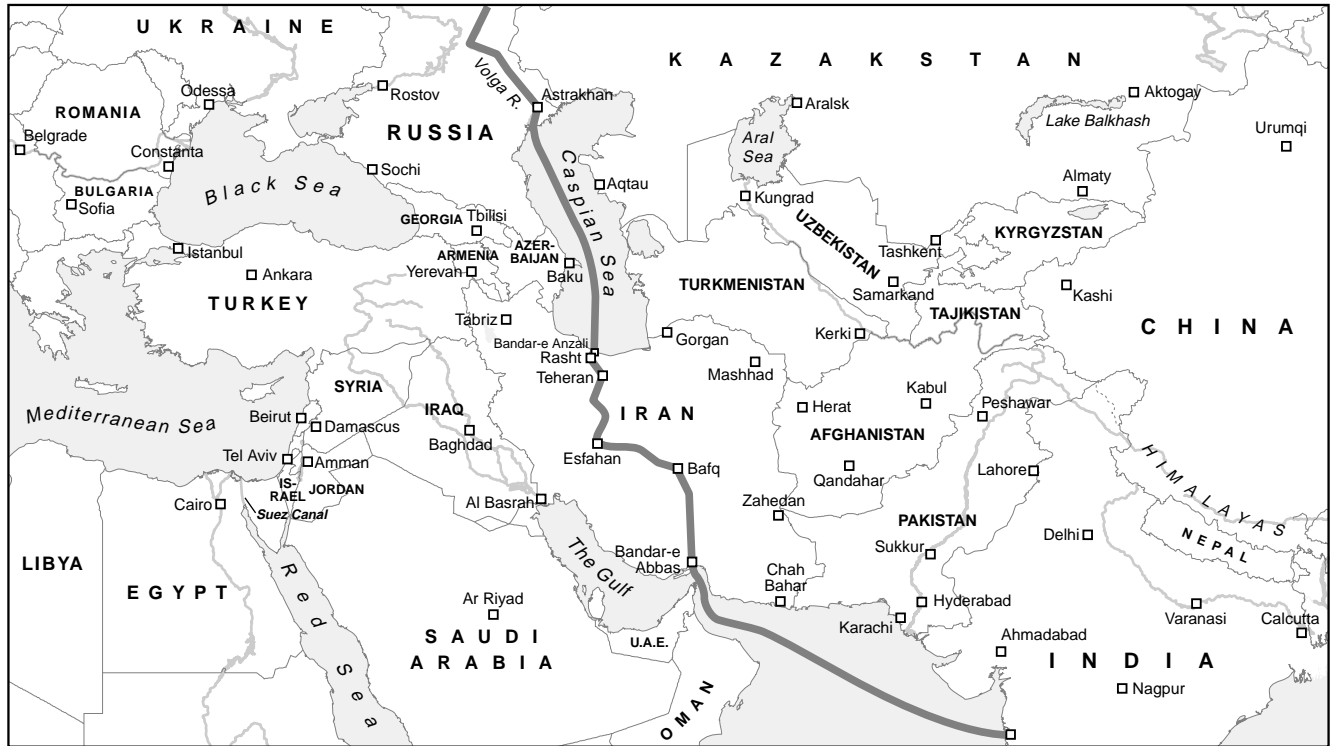 UKRAINE
KAZAKSTAN
Volga R.
Astrakhan
Rostov
Aralsk
Aktogay
Odessa
ROMANIA
RUSSIA
Lake Balkhash
Urumqi
Belgrade
Constanta
Aral
Sea
Caspian Sea
Sochi
Aqtau
Almaty
BULGARIA
Sofia
Black Sea
Kungrad
GEORGIA
Tbilisi
UZBEKISTAN
KYRGYZSTAN
Istanbul
ARMENIA
AZER-
BAIJAN
Tashkent
Ankara
Yerevan
Baku
TURKMENISTAN
Samarkand
Kashi
TURKEY
TAJIKISTAN
Tabriz
CHINA
Gorgan
Kerki
Bandar-e Anzali
Rasht
Teheran
Mashhad
SYRIA
Kabul
Mediterranean Sea
Beirut
IRAQ
IRAN
Herat
Peshawar
Damascus
Baghdad
AFGHANISTAN
Tel Aviv
Amman
Esfahan
Bafq
Lahore
Qandahar
HIMALAYAS
IS-
RAEL
JORDAN
Cairo
Al Basrah
Zahedan
Suez Canal
PAKISTAN
Delhi
NEPAL
LIBYA
The Gulf
Bandar-e
Abbas
Sukkur
EGYPT
Red Sea
Chah
Bahar
Ar Riyad
Hyderabad
Varanasi
Calcutta
Karachi
SAUDI
ARABIA
U.A.E.
Ahmadabad
INDIA
OMAN
Nagpur